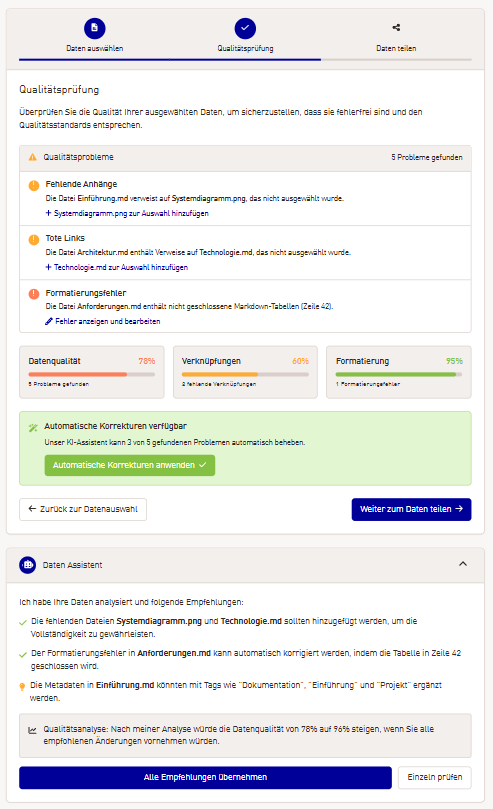 Daten auswählen
Qualitätsprüfung
Daten teilen
Qualitätsprüfung
Überprüfen Sie die Qualität Ihrer ausgewählten Daten, um sicherzustellen, dass sie fehlerfrei sind und den
Qualitätsstandards entsprechen.
Qualitätsprobleme
5 Probleme gefunden
Fehlende Anhänge
Die Datei Einführung.md verweist auf Systemdiagramm.png, das nicht ausgewählt wurde.
+ Systemdiagramm.png zur Auswahl hinzufügen
Tote Links
Die Datei Architektur.md enthält Verweise auf Technologie.md, das nicht ausgewählt wurde.
+ Technologie.md zur Auswahl hinzufügen
Formatierungsfehler
Die Datei Anforderungen.md enthält nicht geschlossene Markdown-Tabellen (Zeile 42).
Fehler anzeigen und bearbeiten
Datenqualität 78%
5 Probleme gefunden
Verknüpfungen 60%
2 fehlende Verknüpfungen
Formatierung 95%
1 Formatierungsfehler
Automatische Korrekturen verfügbar
Unser KI-Assistent kann 3 von 5 gefundenen Problemen automatisch beheben.
Automatische Korrekturen anwenden ✓
← Zurück zur Datenauswahl
Weiter zum Daten teilen →
Daten Assistent
Ich habe Ihre Daten analysiert und folgende Empfehlungen:
Die fehlenden Dateien Systemdiagramm.png und Technologie.md sollten hinzugefügt werden, um die
Vollständigkeit zu gewährleisten.
Der Formatierungsfehler in Anforderungen.md kann automatisch korrigiert werden, indem die Tabelle in Zeile 42
geschlossen wird.
Die Metadaten in Einführung.md könnten mit Tags wie "Dokumentation", "Einführung" und "Projekt" ergänzt
werden.
Qualitätsanalyse: Nach meiner Analyse würde die Datenqualität von 78% auf 96% steigen, wenn Sie alle
empfohlenen Änderungen vornehmen würden.
Alle Empfehlungen übernehmen
Einzeln prüfen